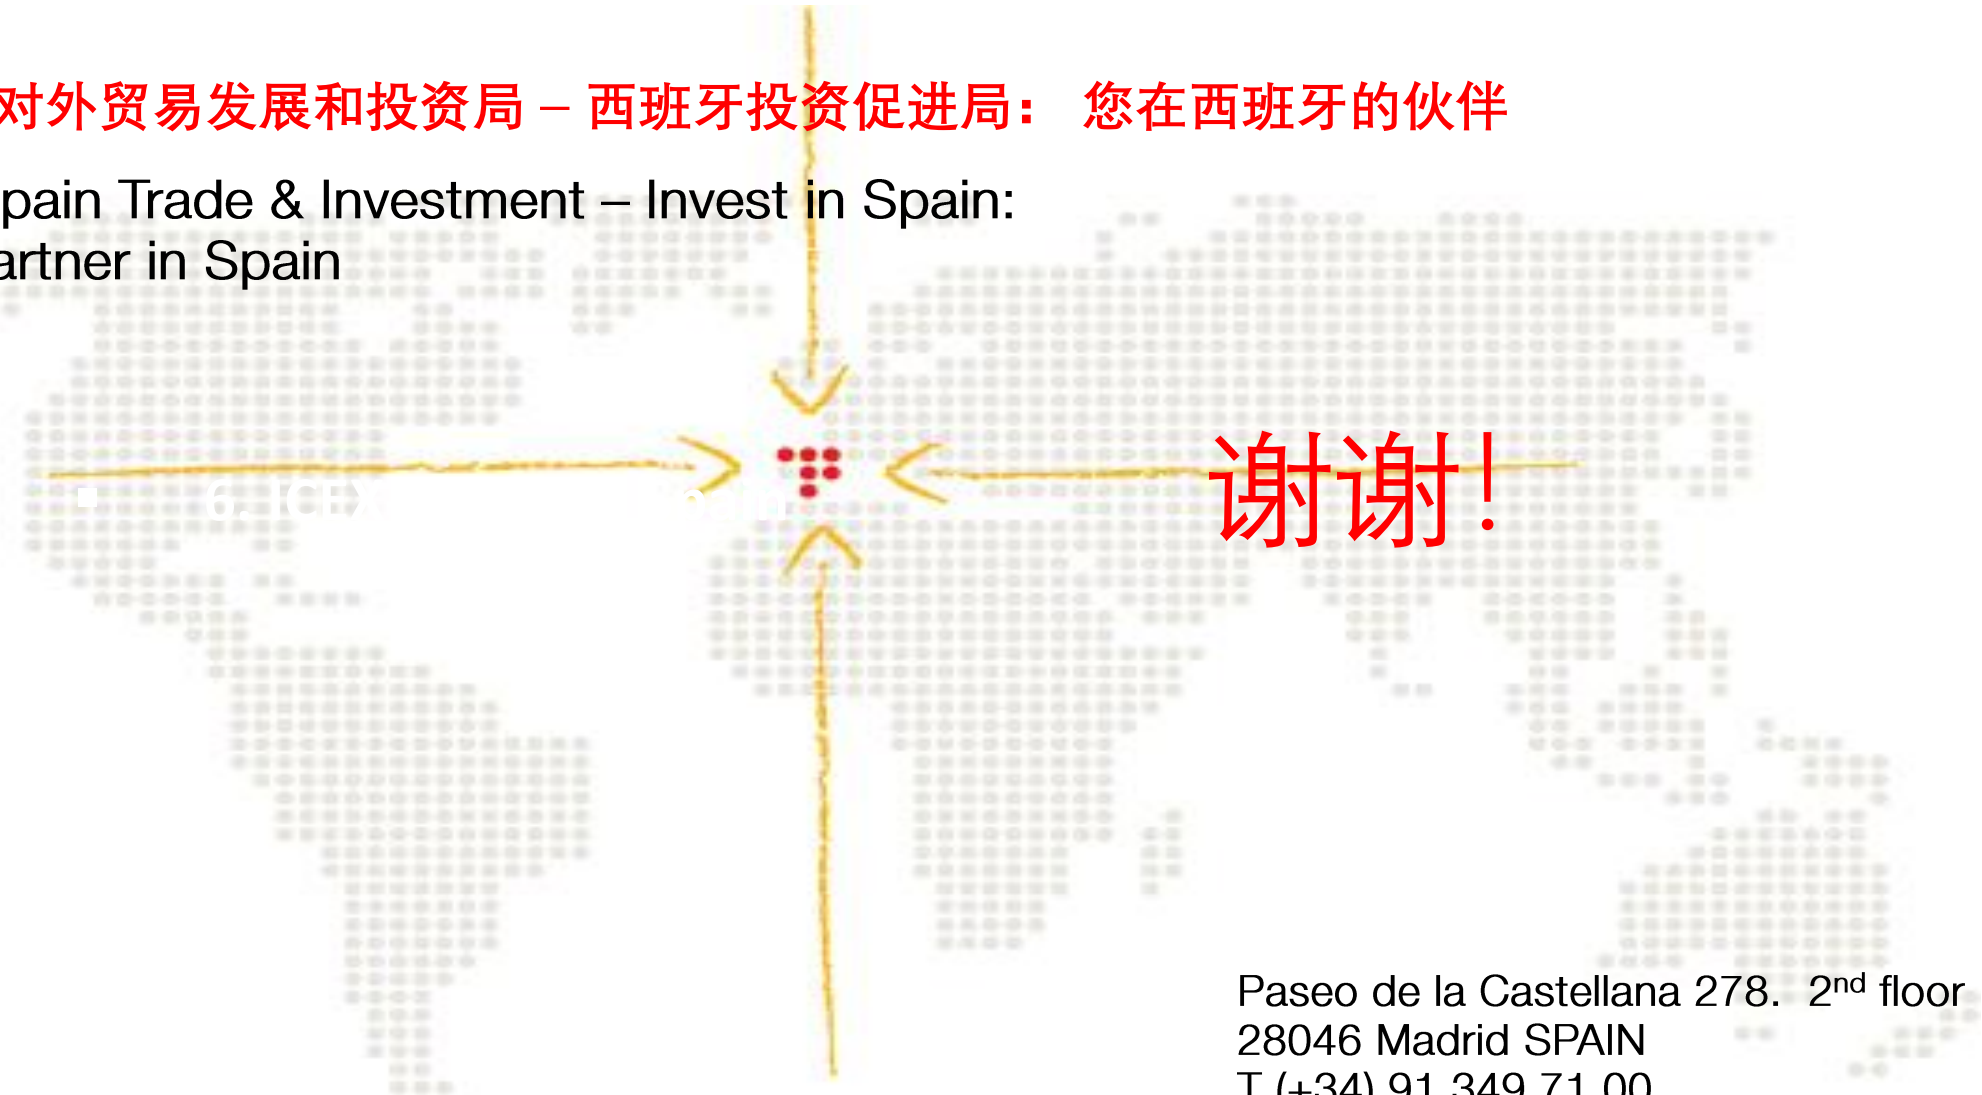 对外贸易发展和投资局 – 西班牙投资促进局： 您在西班牙的伙伴
pain Trade & Investment – Invest in Spain:
artner in Spain
谢谢!
Paseo de la Castellana 278. 2nd floor
28046 Madrid SPAIN
T (+34) 91 349 71 00